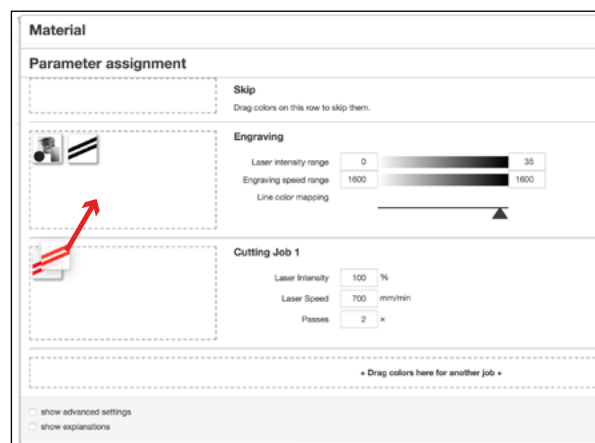 Material
Parameter assignment
Skip
Drag colors on this row to skip them.
Engraving
Laser intensity range 0 35
Engraving speed range 1600 1600
Line color mapping
Cutting Job 1
Laser Intensity 100 %
Laser Speed 700 mm/min
Passes 2 ×
+ Drag colors here for another job +
show advanced settings
show explanations